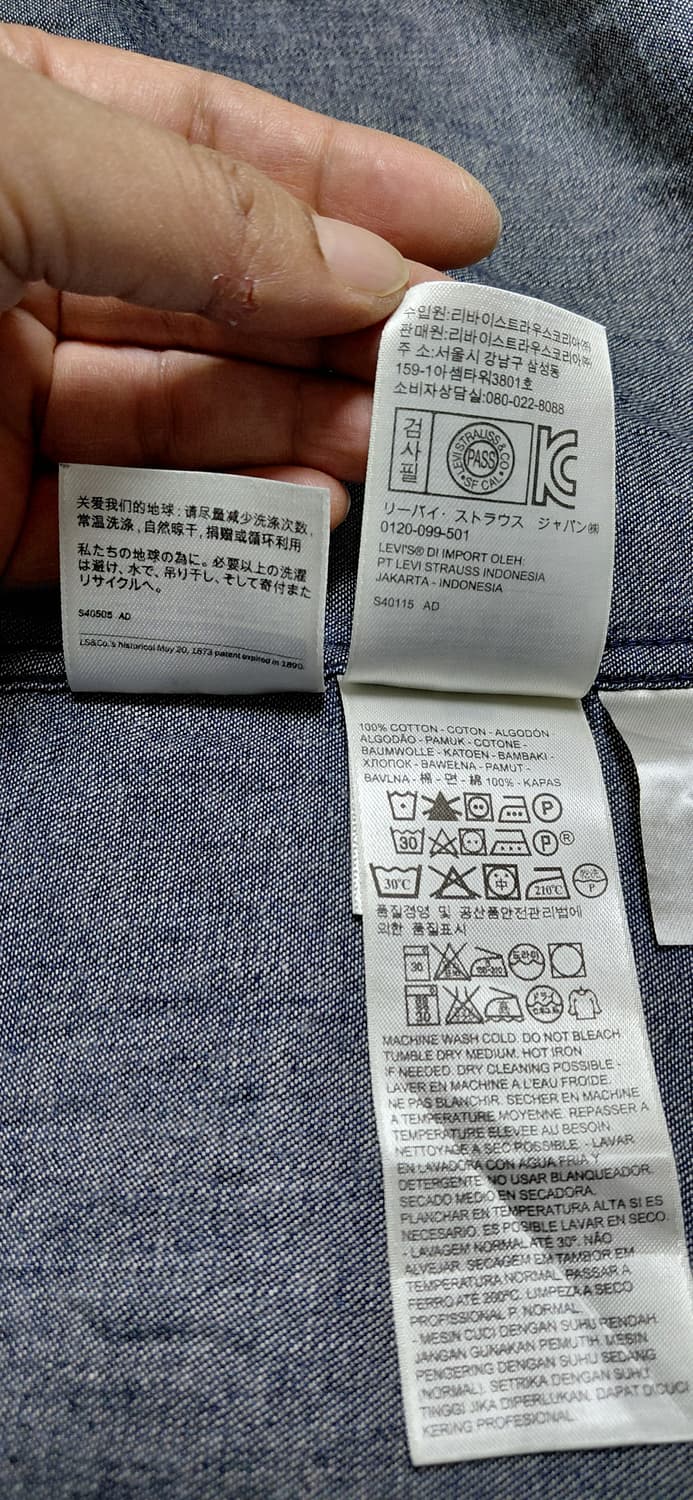 수입원:리바이스트라우스코리아㈜
판매원:리바이스트라우스코리아㈜
주 소:서울시 강남구 삼성동
159-1아셈타워3801호
소비자상담실:080-022-8088
검사필
LEVI STRAUSS & CO
PASS
SF CAL.
KC
リーバイ・ストラウス ジャパン㈱
0120-099-501
LEVI'S® DI IMPORT OLEH:
PT LEVI STRAUSS INDONESIA
JAKARTA - INDONESIA
S40115 AD
关爱我们的地球: 请尽量减少洗涤次数,
常温洗涤, 自然晾干, 捐赠或循环利用
私たちの地球の為に。必要以上の洗濯
は避け、水で、吊り干し、そして寄付また
リサイクルへ。
S40505 AD
LS&Co.'s historical May 20, 1873 patent expired in 1890.
100% COTTON - COTON - ALGODÓN -
ALGODÃO - PAMUK - COTONE -
BAUMWOLLE - KATOEN - BAMBAKI -
ХЛОПОК - BAWEŁNA - PAMUT -
BAVLNA - 棉 - 면 - 綿 100% - KAPAS
P
30 P ®
30°C 中 210°C 乾洗 P
품질경영 및 공산품안전관리법에
의한 품질표시
30 드라이
30 ドライ
MACHINE WASH COLD. DO NOT BLEACH
TUMBLE DRY MEDIUM. HOT IRON
IF NEEDED. DRY CLEANING POSSIBLE -
LAVER EN MACHINE A L'EAU FROIDE.
NE PAS BLANCHIR. SECHER EN MACHINE
A TEMPERATURE MOYENNE. REPASSER A
TEMPERATURE ELEVEE AU BESOIN
NETTOYAGE A SEC POSSIBLE. - LAVAR
EN LAVADORA CON AGUA FRIA Y
DETERGENTE. NO USAR BLANQUEADOR.
SECADO MEDIO EN SECADORA.
PLANCHAR EN TEMPERATURA ALTA SI ES
NECESARIO. ES POSIBLE LAVAR EN SECO.
- LAVAGEM NORMAL ATÉ 30º. NÃO
ALVEJAR. SECAGEM EM TAMBOR EM
TEMPERATURA NORMAL. PASSAR A
FERRO ATÉ 200ºC. LIMPEZA A SECO
PROFISSIONAL P. NORMAL.
- MESIN CUCI DENGAN SUHU RENDAH.
JANGAN GUNAKAN PEMUTIH. MESIN
PENGERING DENGAN SUHU SEDANG
(NORMAL). SETRIKA DENGAN SUHU
TINGGI JIKA DIPERLUKAN. DAPAT DICUCI
KERING PROFESIONAL.